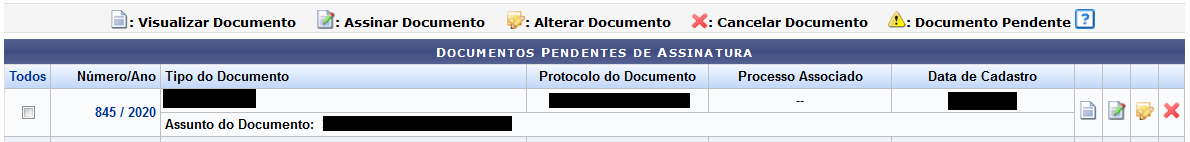 : Visualizar Documento : Assinar Documento : Alterar Documento : Cancelar Documento : Documento Pendente ?
DOCUMENTOS PENDENTES DE ASSINATURA
Todos Número/Ano Tipo do Documento Protocolo do Documento Processo Associado Data de Cadastro
845 / 2020 --
Assunto do Documento: